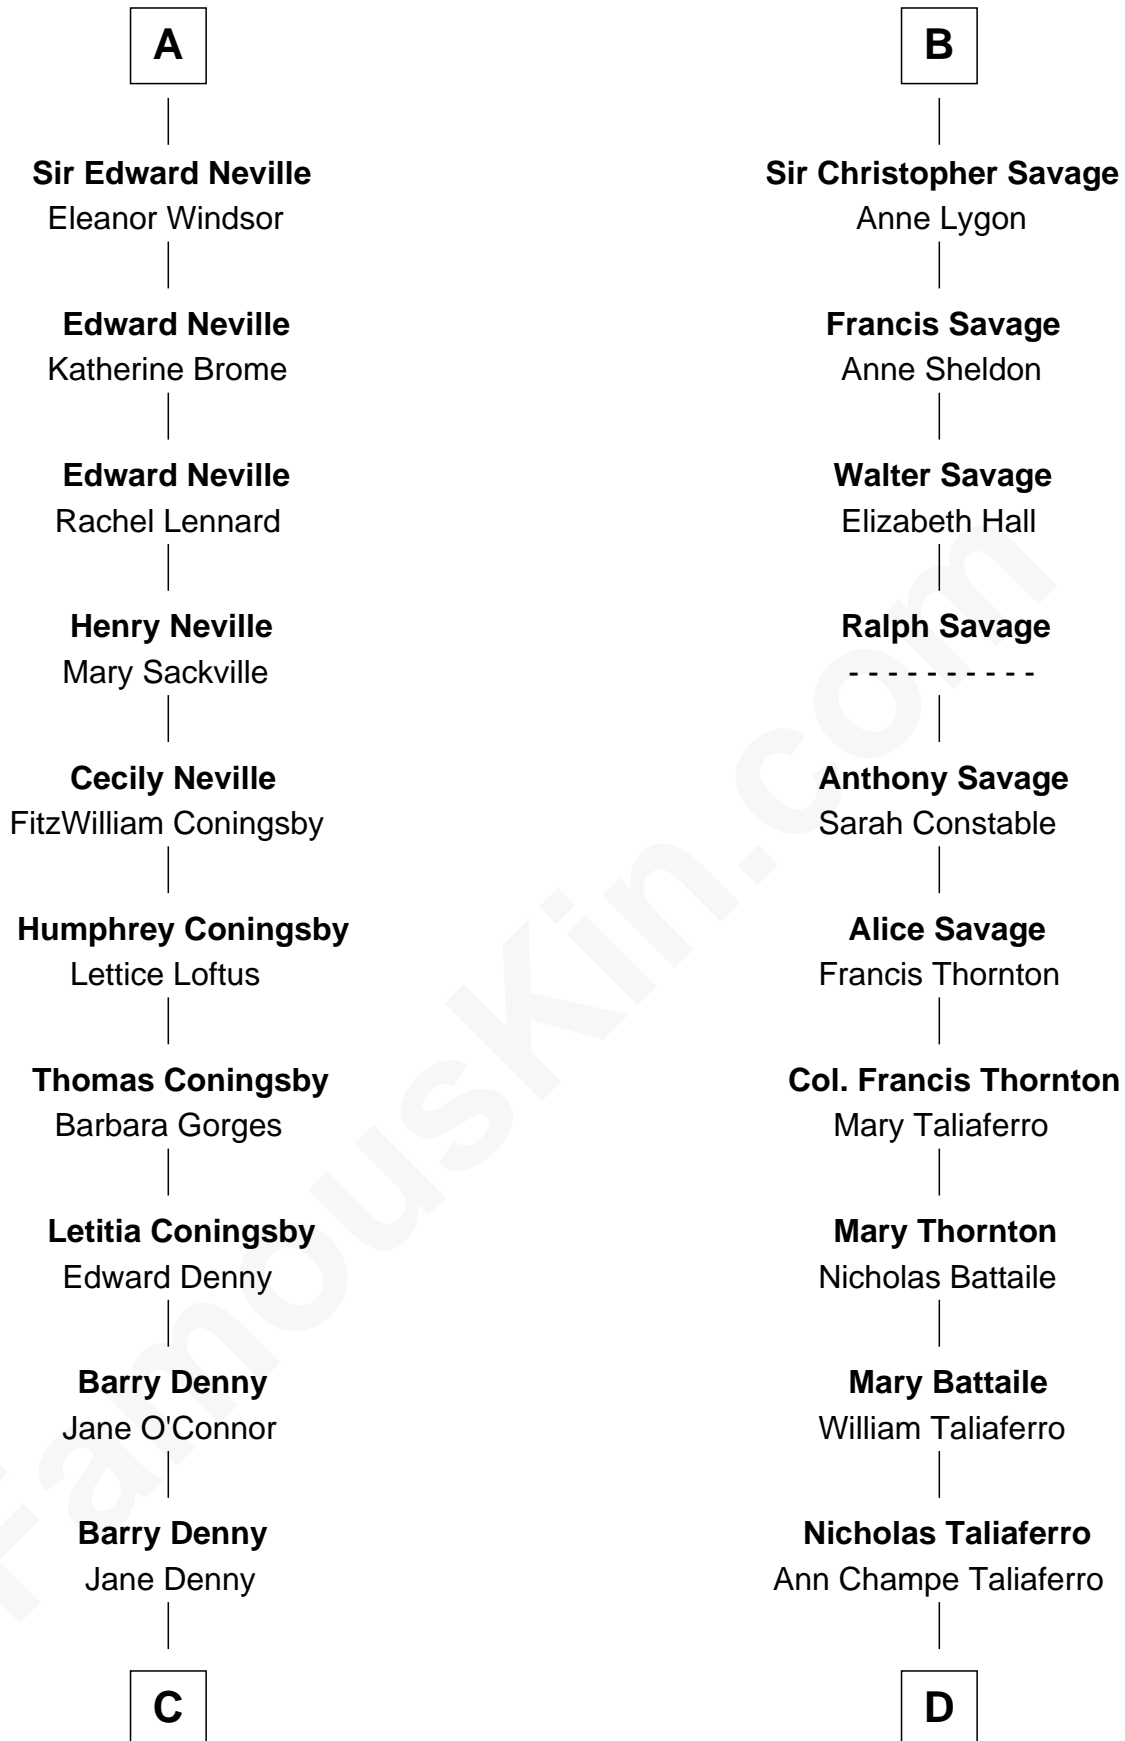 A
Sir Edward Neville
Eleanor Windsor
Edward Neville
Katherine Brome
Edward Neville
Rachel Lennard
Henry Neville
Mary Sackville
Cecily Neville
FitzWilliam Coningsby
Humphrey Coningsby
Lettice Loftus
Thomas Coningsby
Barbara Gorges
Letitia Coningsby
Edward Denny
Barry Denny
Jane O'Connor
Barry Denny
Jane Denny
C
B
Sir Christopher Savage
Anne Lygon
Francis Savage
Anne Sheldon
Walter Savage
Elizabeth Hall
Ralph Savage
- - - - - - - - - -
Anthony Savage
Sarah Constable
Alice Savage
Francis Thornton
Col. Francis Thornton
Mary Taliaferro
Mary Thornton
Nicholas Battaile
Mary Battaile
William Taliaferro
Nicholas Taliaferro
Ann Champe Taliaferro
D
FamousKin.com